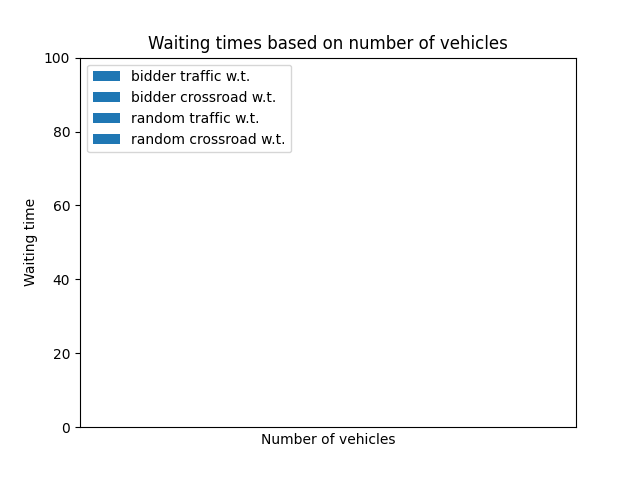 Waiting times based on number of vehicles
100
80
60
40
20
0
Waiting time
bidder traffic w.t.
bidder crossroad w.t.
random traffic w.t.
random crossroad w.t.
Number of vehicles